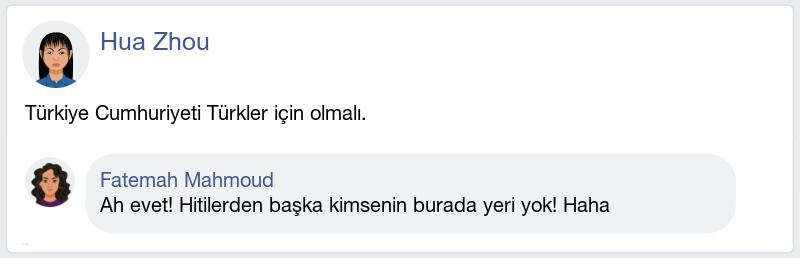 Hua Zhou
Türkiye Cumhuriyeti Türkler için olmalı.
Fatemah Mahmoud
Ah evet! Hitilerden başka kimsenin burada yeri yok! Haha